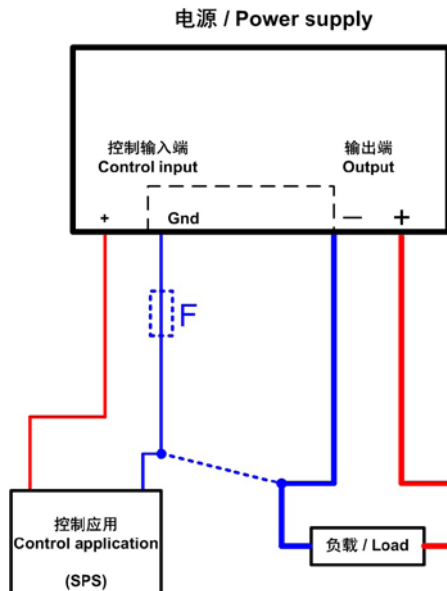 电源 / Power supply
控制输入端
Control input
输出端
Output
+
Gnd
— +
F
控制应用
Control application
(SPS)
负载 / Load